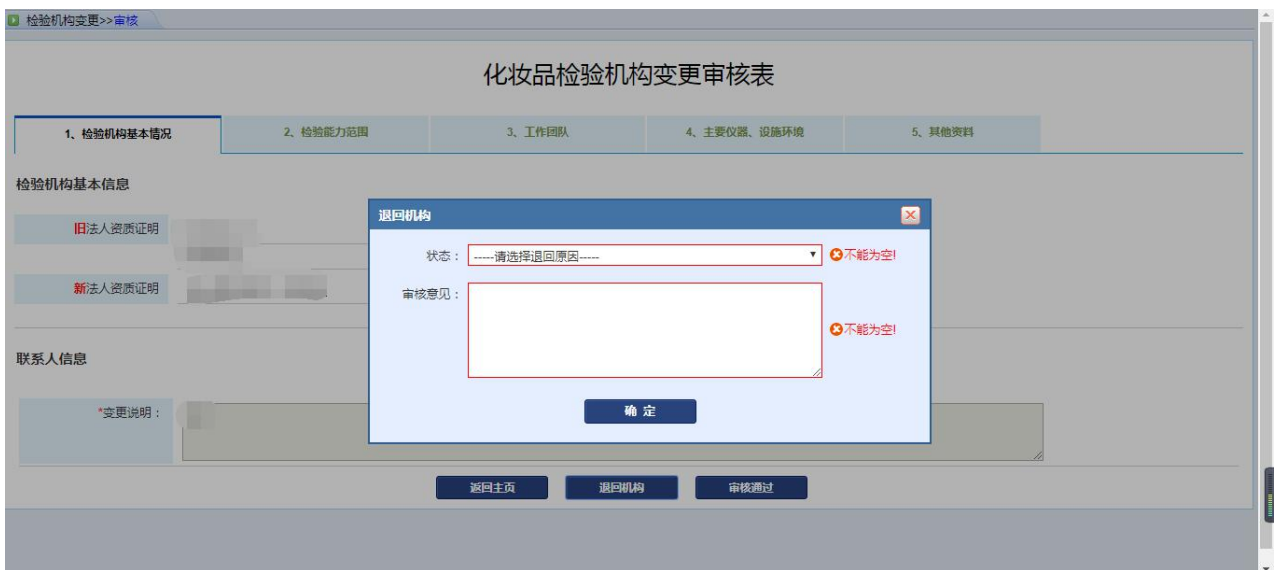 检验机构变更>>审核
化妆品检验机构变更审核表
1、检验机构基本情况
2、检验能力范围
3、工作团队
4、主要仪器、设施环境
5、其他资料
检验机构基本信息
旧法人资质证明
新法人资质证明
退回机构
状态：
-----请选择退回原因-----
不能为空!
审核意见：
不能为空!
确 定
联系人信息
*变更说明：
返回主页
退回机构
审核通过